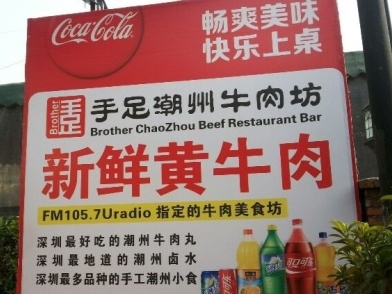 Coca-Cola
畅爽美味
快乐上桌
Brother
手足
手足潮州牛肉坊
Brother ChaoZhou Beef Restaurant Bar
新鲜黄牛肉
FM105.7Uradio 指定的牛肉美食坊
深圳最好吃的潮州牛肉丸
深圳最地道的潮州卤水
深圳最多品种的手工潮州小食
可口可乐